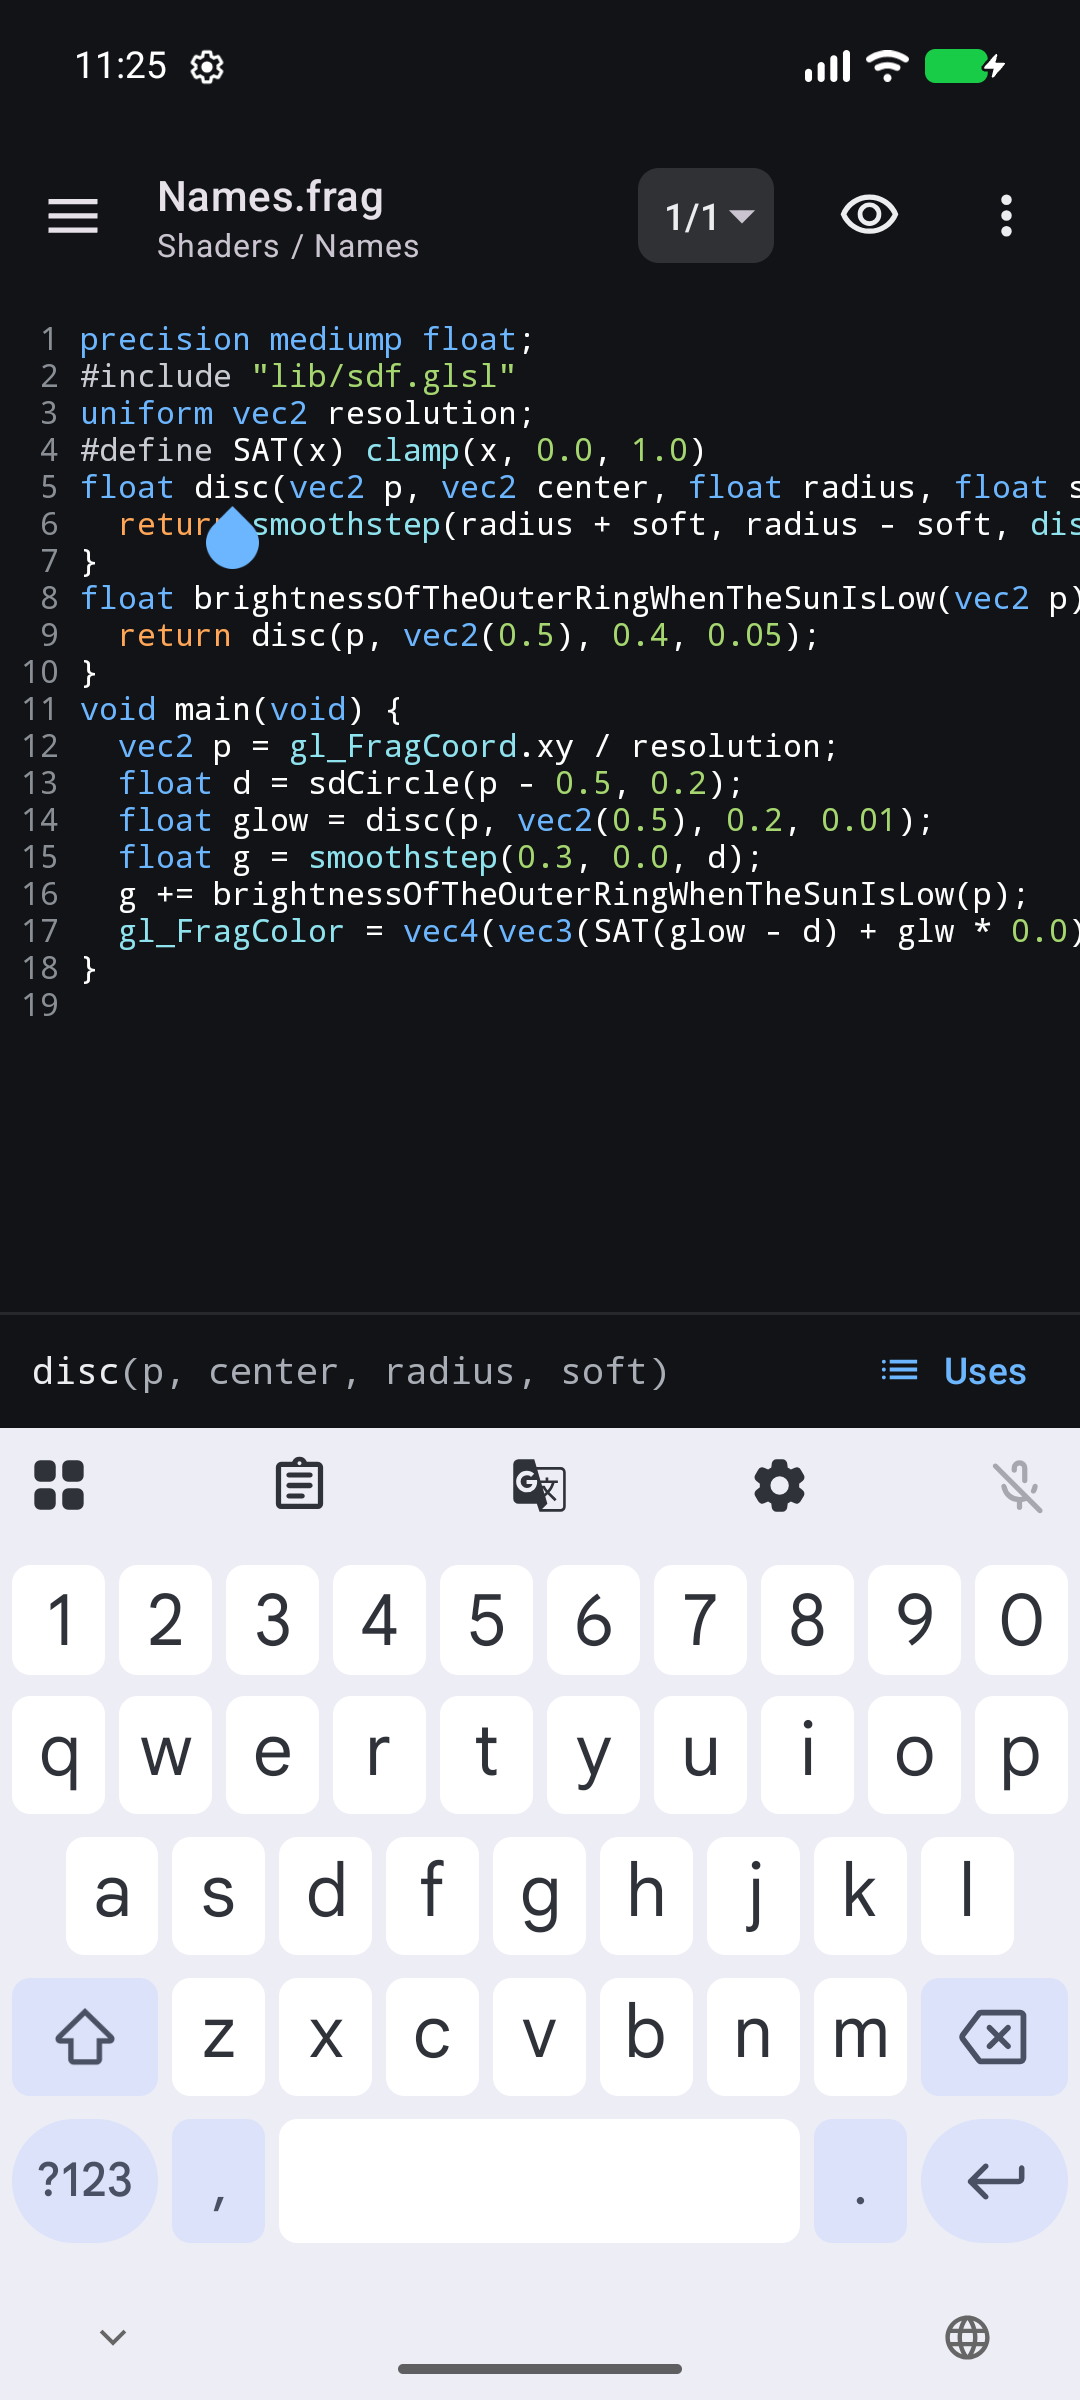 11:25
Names.frag
Shaders / Names
1/1
1 precision mediump float;
2 #include "lib/sdf.glsl"
3 uniform vec2 resolution;
4 #define SAT(x) clamp(x, 0.0, 1.0)
5 float disc(vec2 p, vec2 center, float radius, float s
6   return smoothstep(radius + soft, radius - soft, dis
7 }
8 float brightnessOfTheOuterRingWhenTheSunIsLow(vec2 p)
9   return disc(p, vec2(0.5), 0.4, 0.05);
10 }
11 void main(void) {
12   vec2 p = gl_FragCoord.xy / resolution;
13   float d = sdCircle(p - 0.5, 0.2);
14   float glow = disc(p, vec2(0.5), 0.2, 0.01);
15   float g = smoothstep(0.3, 0.0, d);
16   g += brightnessOfTheOuterRingWhenTheSunIsLow(p);
17   gl_FragColor = vec4(vec3(SAT(glow - d) + glw * 0.0)
18 }
19
disc(p, center, radius, soft) Uses
1 2 3 4 5 6 7 8 9 0
q w e r t y u i o p
a s d f g h j k l
z x c v b n m
?123 , .